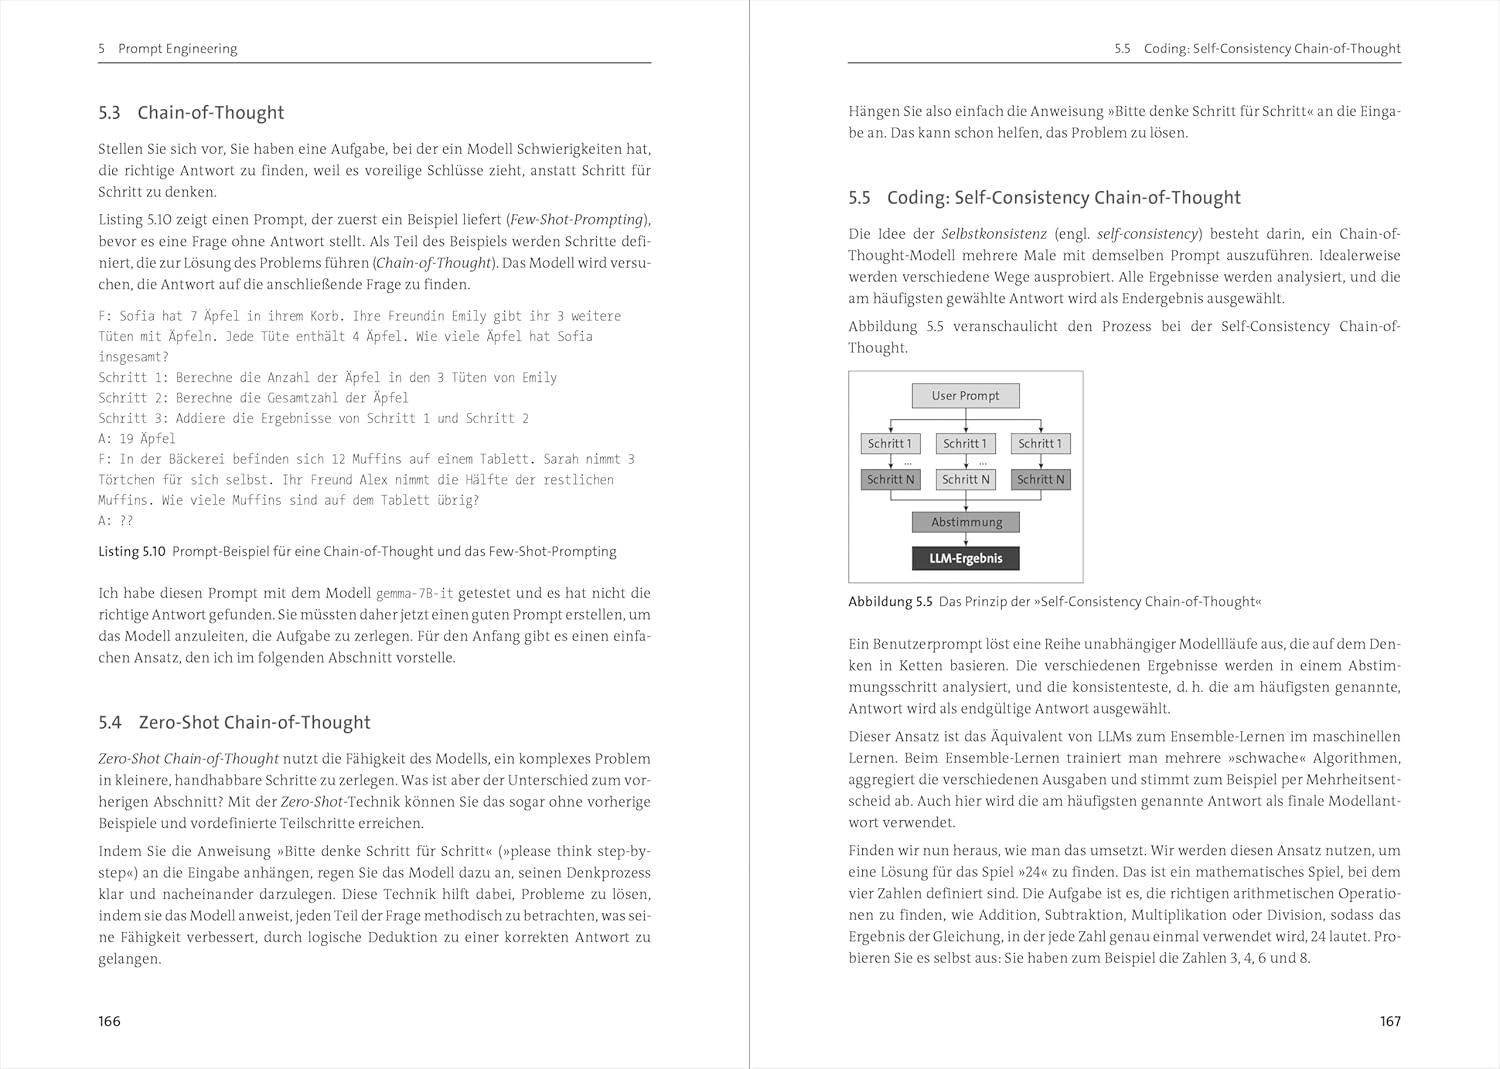 5 Prompt Engineering
5.3 Chain-of-Thought
Stellen Sie sich vor, Sie haben eine Aufgabe, bei der ein Modell Schwierigkeiten hat,
die richtige Antwort zu finden, weil es voreilige Schlüsse zieht, anstatt Schritt für
Schritt zu denken.
Listing 5.10 zeigt einen Prompt, der zuerst ein Beispiel liefert (Few-Shot-Prompting),
bevor es eine Frage ohne Antwort stellt. Als Teil des Beispiels werden Schritte defi-
niert, die zur Lösung des Problems führen (Chain-of-Thought). Das Modell wird versu-
chen, die Antwort auf die anschließende Frage zu finden.
F: Sofia hat 7 Äpfel in ihrem Korb. Ihre Freundin Emily gibt ihr 3 weitere
Tüten mit Äpfeln. Jede Tüte enthält 4 Äpfel. Wie viele Äpfel hat Sofia
insgesamt?
Schritt 1: Berechne die Anzahl der Äpfel in den 3 Tüten von Emily
Schritt 2: Berechne die Gesamtzahl der Äpfel
Schritt 3: Addiere die Ergebnisse von Schritt 1 und Schritt 2
A: 19 Äpfel
F: In der Bäckerei befinden sich 12 Muffins auf einem Tablett. Sarah nimmt 3
Törtchen für sich selbst. Ihr Freund Alex nimmt die Hälfte der restlichen
Muffins. Wie viele Muffins sind auf dem Tablett übrig?
A: ??
Listing 5.10 Prompt-Beispiel für eine Chain-of-Thought und das Few-Shot-Prompting
Ich habe diesen Prompt mit dem Modell gemma-7B-it getestet und es hat nicht die
richtige Antwort gefunden. Sie müssten daher jetzt einen guten Prompt erstellen, um
das Modell anzuleiten, die Aufgabe zu zerlegen. Für den Anfang gibt es einen einfa-
chen Ansatz, den ich im folgenden Abschnitt vorstelle.
5.4 Zero-Shot Chain-of-Thought
Zero-Shot Chain-of-Thought nutzt die Fähigkeit des Modells, ein komplexes Problem
in kleinere, handhabbare Schritte zu zerlegen. Was ist aber der Unterschied zum vor-
herigen Abschnitt? Mit der Zero-Shot-Technik können Sie das sogar ohne vorherige
Beispiele und vordefinierte Teilschritte erreichen.
Indem Sie die Anweisung »Bitte denke Schritt für Schritt« (»please think step-by-
step«) an die Eingabe anhängen, regen Sie das Modell dazu an, seinen Denkprozess
klar und nacheinander darzulegen. Diese Technik hilft dabei, Probleme zu lösen,
indem sie das Modell anweist, jeden Teil der Frage methodisch zu betrachten, was sei-
ne Fähigkeit verbessert, durch logische Deduktion zu einer korrekten Antwort zu
gelangen.
166
5.5 Coding: Self-Consistency Chain-of-Thought
Hängen Sie also einfach die Anweisung »Bitte denke Schritt für Schritt« an die Einga-
be an. Das kann schon helfen, das Problem zu lösen.
5.5 Coding: Self-Consistency Chain-of-Thought
Die Idee der Selbstkonsistenz (engl. self-consistency) besteht darin, ein Chain-of-
Thought-Modell mehrere Male mit demselben Prompt auszuführen. Idealerweise
werden verschiedene Wege ausprobiert. Alle Ergebnisse werden analysiert, und die
am häufigsten gewählte Antwort wird als Endergebnis ausgewählt.
Abbildung 5.5 veranschaulicht den Prozess bei der Self-Consistency Chain-of-
Thought.
User Prompt
Schritt 1 Schritt 1 Schritt 1
... ...
Schritt N Schritt N Schritt N
Abstimmung
LLM-Ergebnis
Abbildung 5.5 Das Prinzip der »Self-Consistency Chain-of-Thought«
Ein Benutzerprompt löst eine Reihe unabhängiger Modellläufe aus, die auf dem Den-
ken in Ketten basieren. Die verschiedenen Ergebnisse werden in einem Abstim-
mungsschritt analysiert, und die konsistenteste, d. h. die am häufigsten genannte,
Antwort wird als endgültige Antwort ausgewählt.
Dieser Ansatz ist das Äquivalent von LLMs zum Ensemble-Lernen im maschinellen
Lernen. Beim Ensemble-Lernen trainiert man mehrere »schwache« Algorithmen,
aggregiert die verschiedenen Ausgaben und stimmt zum Beispiel per Mehrheitsent-
scheid ab. Auch hier wird die am häufigsten genannte Antwort als finale Modellant-
wort verwendet.
Finden wir nun heraus, wie man das umsetzt. Wir werden diesen Ansatz nutzen, um
eine Lösung für das Spiel »24« zu finden. Das ist ein mathematisches Spiel, bei dem
vier Zahlen definiert sind. Die Aufgabe ist es, die richtigen arithmetischen Operatio-
nen zu finden, wie Addition, Subtraktion, Multiplikation oder Division, sodass das
Ergebnis der Gleichung, in der jede Zahl genau einmal verwendet wird, 24 lautet. Pro-
bieren Sie es selbst aus: Sie haben zum Beispiel die Zahlen 3, 4, 6 und 8.
167